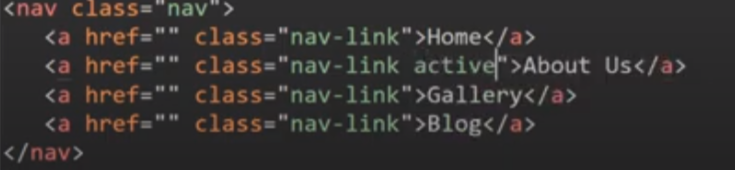 <nav class="nav">
<a href="" class="nav-link">Home</a>
<a href="" class="nav-link active">About Us</a>
<a href="" class="nav-link">Gallery</a>
<a href="" class="nav-link">Blog</a>
</nav>